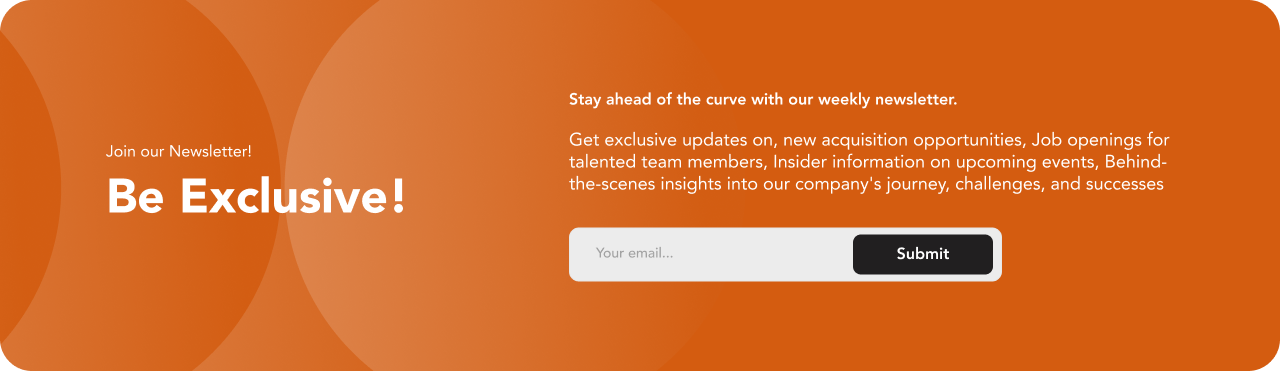 Join our Newsletter!
Be Exclusive!
Stay ahead of the curve with our weekly newsletter.
Get exclusive updates on, new acquisition opportunities, Job openings for
talented team members, Insider information on upcoming events, Behind-
the-scenes insights into our company's journey, challenges, and successes
Your email...
Submit